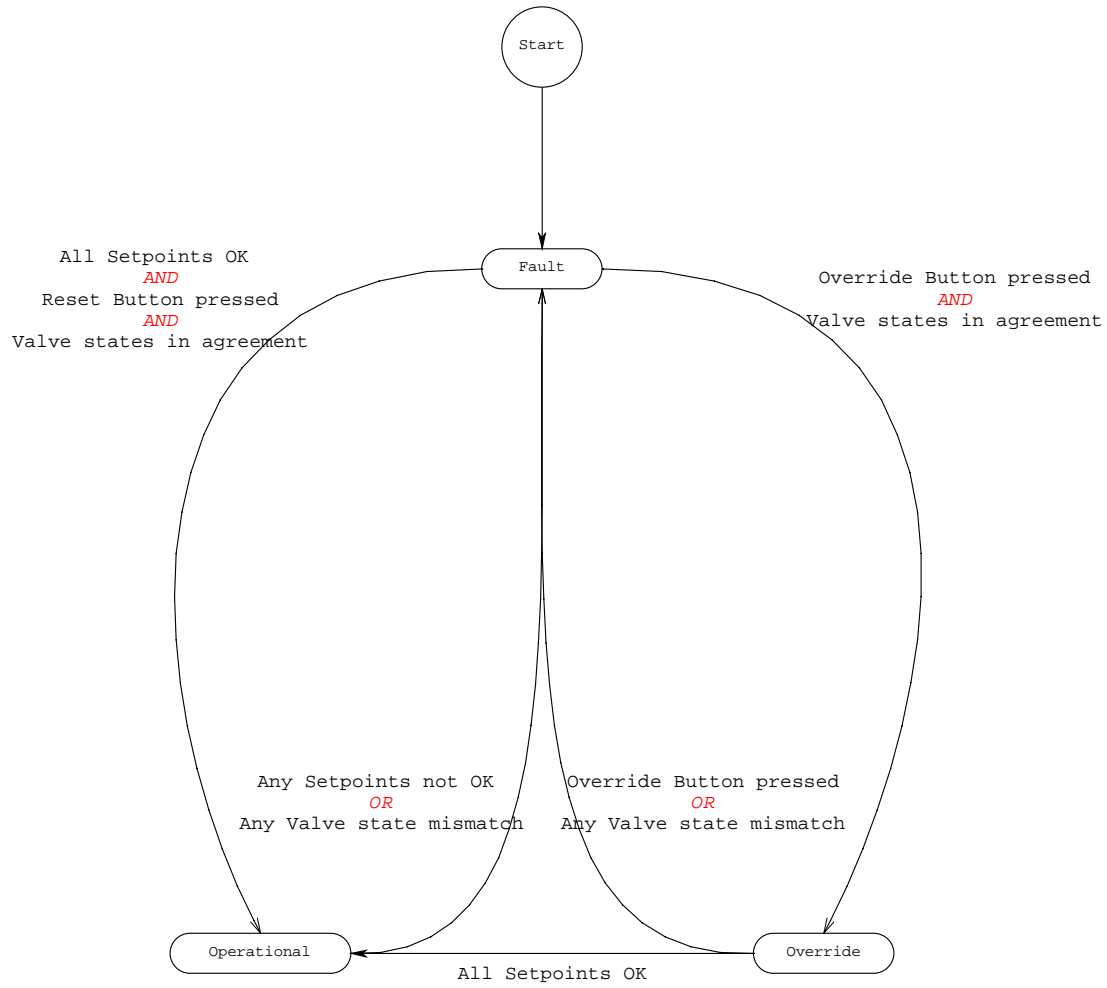 Start
Fault
All Setpoints OK
AND
Reset Button pressed
AND
Valve states in agreement
Override Button pressed
AND
Valve states in agreement
Any Setpoints not OK
OR
Any Valve state mismatch
Override Button pressed
OR
Any Valve state mismatch
Operational
Override
All Setpoints OK